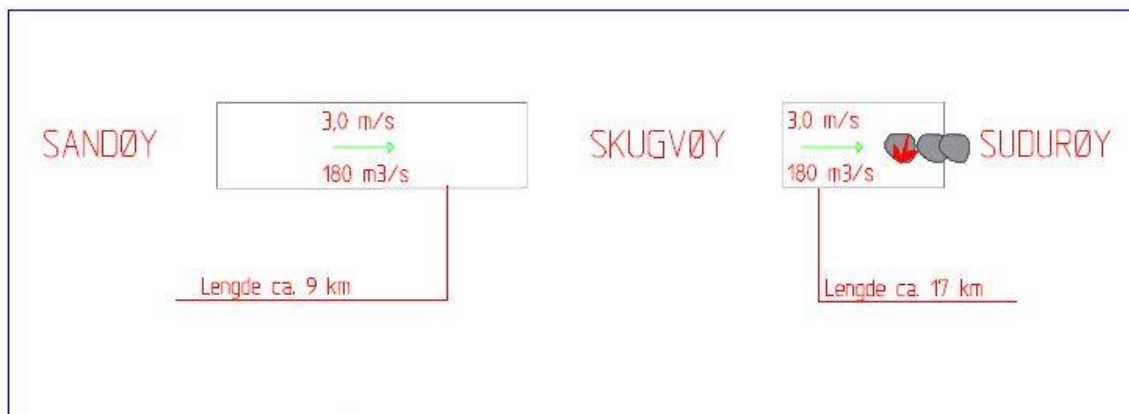 SANDØY
3,0 m/s
180 m3/s
Lengde ca. 9 km
SKUGVØY
3,0 m/s
180 m3/s
Lengde ca. 17 km
SUDURØY